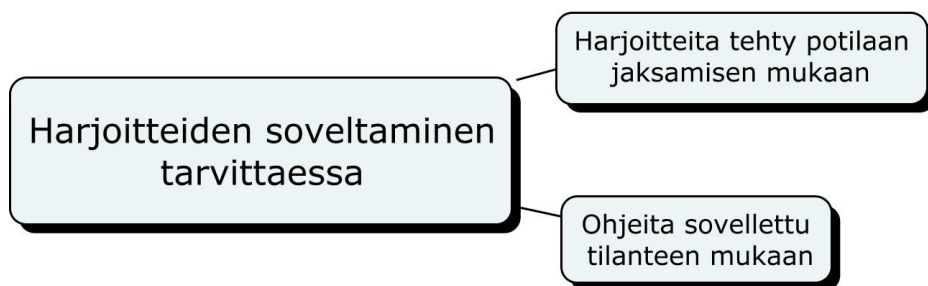 Harjoitteita tehty potilaan
jaksamisen mukaan
Harjoitteiden soveltaminen
tarvittaessa
Ohjeita sovellettu
tilanteen mukaan